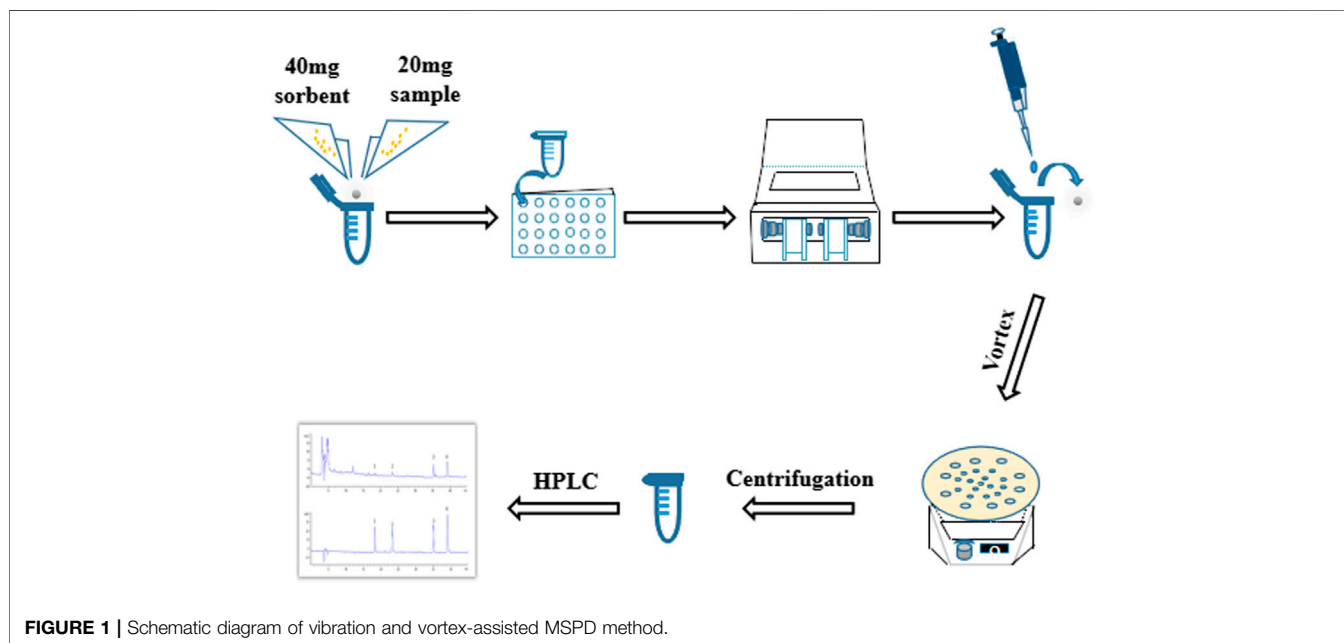 40mg
sorbent
20mg
sample
Vortex
Centrifugation
HPLC
FIGURE 1 | Schematic diagram of vibration and vortex-assisted MSPD method.